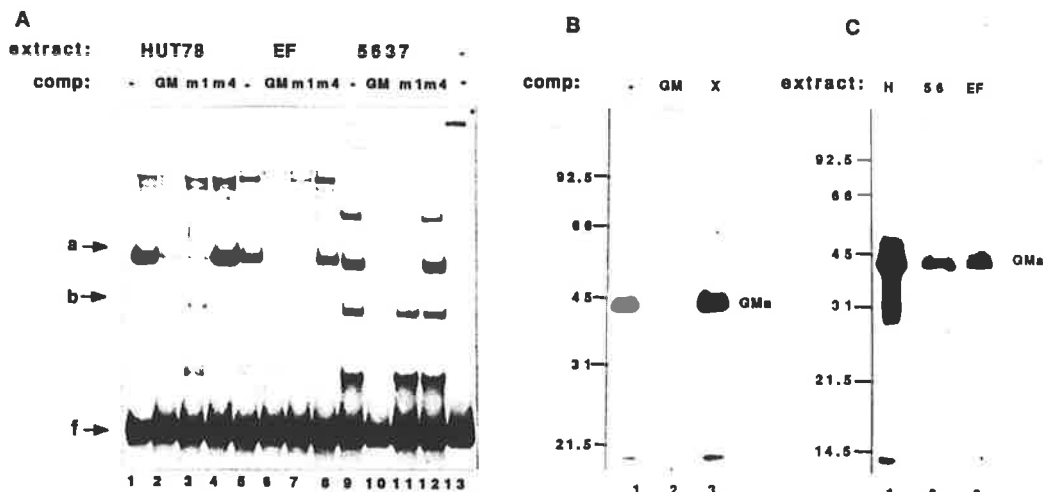 A
extract: HUT78 EF 5637 -
comp: - GM m1 m4 - GM m1 m4 - GM m1 m4 -
a
b
f
1 2 3 4 5 6 7 8 9 10 11 12 13
B
comp: - GM X
92.5
66
45 GMa
31
21.5
1 2 3
C
extract: H 56 EF
92.5
66
45 GMa
31
21.5
14.5